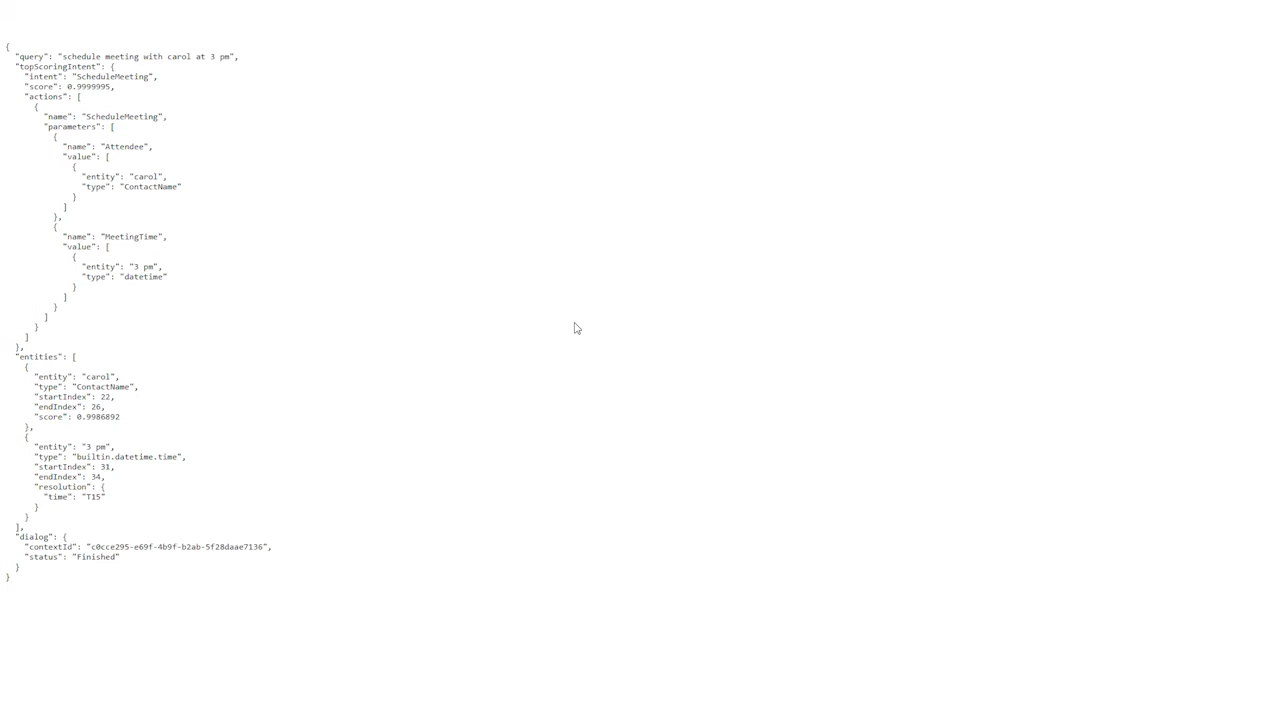 {
  "query": "schedule meeting with carol at 3 pm",
  "topScoringIntent": {
    "intent": "ScheduleMeeting",
    "score": 0.9999995,
    "actions": [
      {
        "name": "ScheduleMeeting",
        "parameters": [
          {
            "name": "Attendee",
            "value": [
              {
                "entity": "carol",
                "type": "ContactName"
              }
            ]
          },
          {
            "name": "MeetingTime",
            "value": [
              {
                "entity": "3 pm",
                "type": "datetime"
              }
            ]
          }
        ]
      }
    ]
  },
  "entities": [
    {
      "entity": "carol",
      "type": "ContactName",
      "startIndex": 22,
      "endIndex": 26,
      "score": 0.9986892
    },
    {
      "entity": "3 pm",
      "type": "builtin.datetime.time",
      "startIndex": 31,
      "endIndex": 34,
      "resolution": {
        "time": "T15"
      }
    }
  ],
  "dialog": {
    "contextId": "c0cce295-e69f-4b9f-b2ab-5f28daae7136",
    "status": "Finished"
  }
}